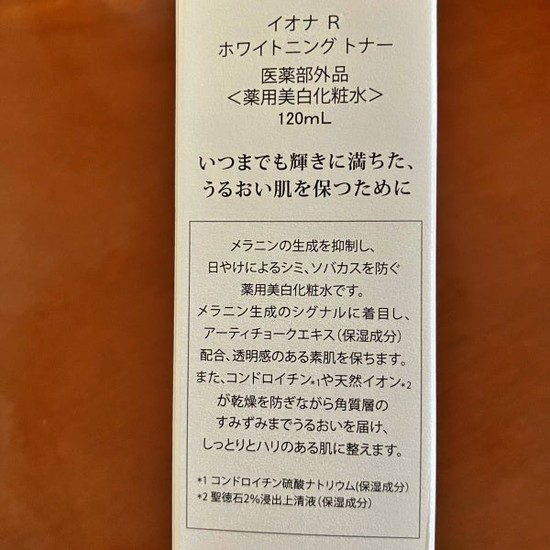 イオナ R
ホワイトニング トナー
医薬部外品
＜薬用美白化粧水＞
120mL
いつまでも輝きに満ちた、
うるおい肌を保つために
メラニンの生成を抑制し、
日やけによるシミ、ソバカスを防ぐ
薬用美白化粧水です。
メラニン生成のシグナルに着目し、
アーティチョークエキス（保湿成分）
配合、透明感のある素肌を保ちます。
また、コンドロイチン*1や天然イオン*2
が乾燥を防ぎながら角質層の
すみずみまでうるおいを届け、
しっとりとハリのある肌に整えます。
*1 コンドロイチン硫酸ナトリウム(保湿成分)
*2 聖徳石2％浸出上清液（保湿成分）